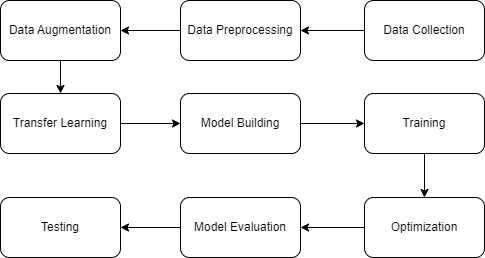 Data Augmentation
Data Preprocessing
Data Collection
Transfer Learning
Model Building
Training
Testing
Model Evaluation
Optimization